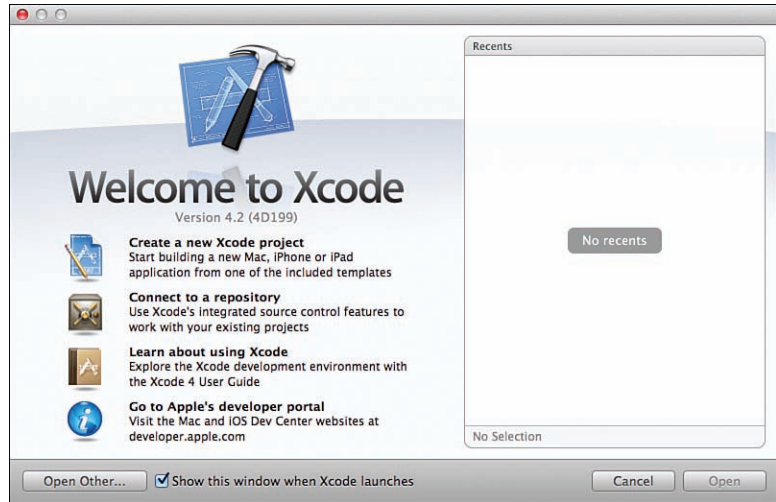 Recents
Welcome to Xcode
Version 4.2 (4D199)
No recents
Create a new Xcode project
Start building a new Mac, iPhone or iPad
application from one of the included templates
Connect to a repository
Use Xcode's integrated source control features to
work with your existing projects
Learn about using Xcode
Explore the Xcode development environment with
the Xcode 4 User Guide
Go to Apple's developer portal
Visit the Mac and iOS Dev Center websites at
developer.apple.com
No Selection
Open Other...
Show this window when Xcode launches
Cancel
Open